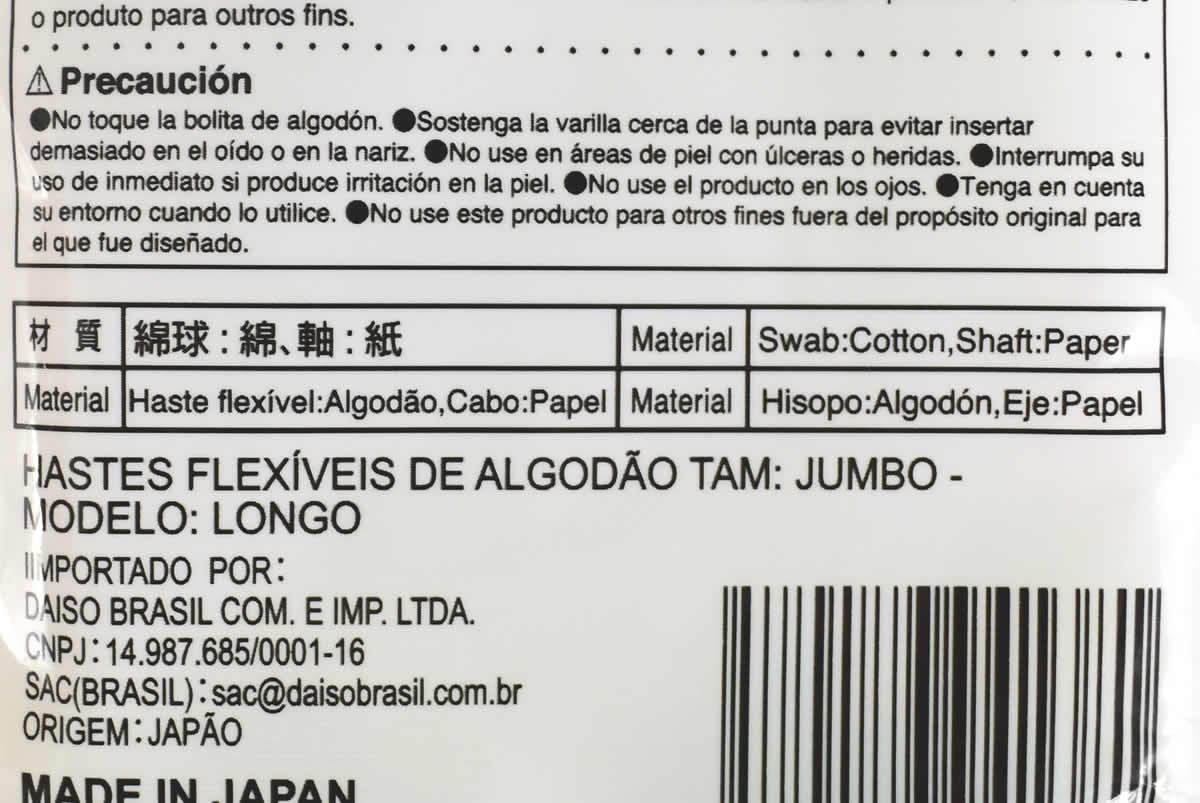 o produto para outros fins.
⚠ Precaución
●No toque la bolita de algodón. ●Sostenga la varilla cerca de la punta para evitar insertar
demasiado en el oído o en la nariz. ●No use en áreas de piel con úlceras o heridas. ●Interrumpa su
uso de inmediato si produce irritación en la piel. ●No use el producto en los ojos. ●Tenga en cuenta
su entorno cuando lo utilice. ●No use este producto para otros fines fuera del propósito original para
el que fue diseñado.
材 質 綿球:綿、軸:紙 Material Swab:Cotton,Shaft:Paper
Material Haste flexível:Algodão,Cabo:Papel Material Hisopo:Algodón,Eje:Papel
HASTES FLEXÍVEIS DE ALGODÃO TAM: JUMBO -
MODELO: LONGO
IMPORTADO POR:
DAISO BRASIL COM. E IMP. LTDA.
CNPJ:14.987.685/0001-16
SAC(BRASIL):sac@daisobrasil.com.br
ORIGEM:JAPÃO
MADE IN JAPAN